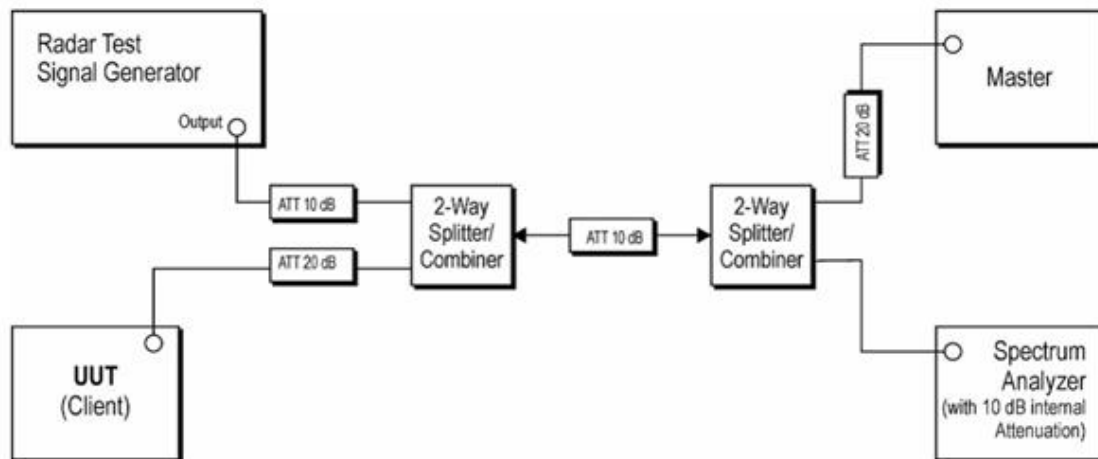 Radar Test
Signal Generator
Output
ATT 10 dB
2-Way
Splitter/
Combiner
ATT 20 dB
ATT 10 dB
2-Way
Splitter/
Combiner
ATT 20 dB
Master
UUT
(Client)
Spectrum
Analyzer
(with 10 dB internal
Attenuation)